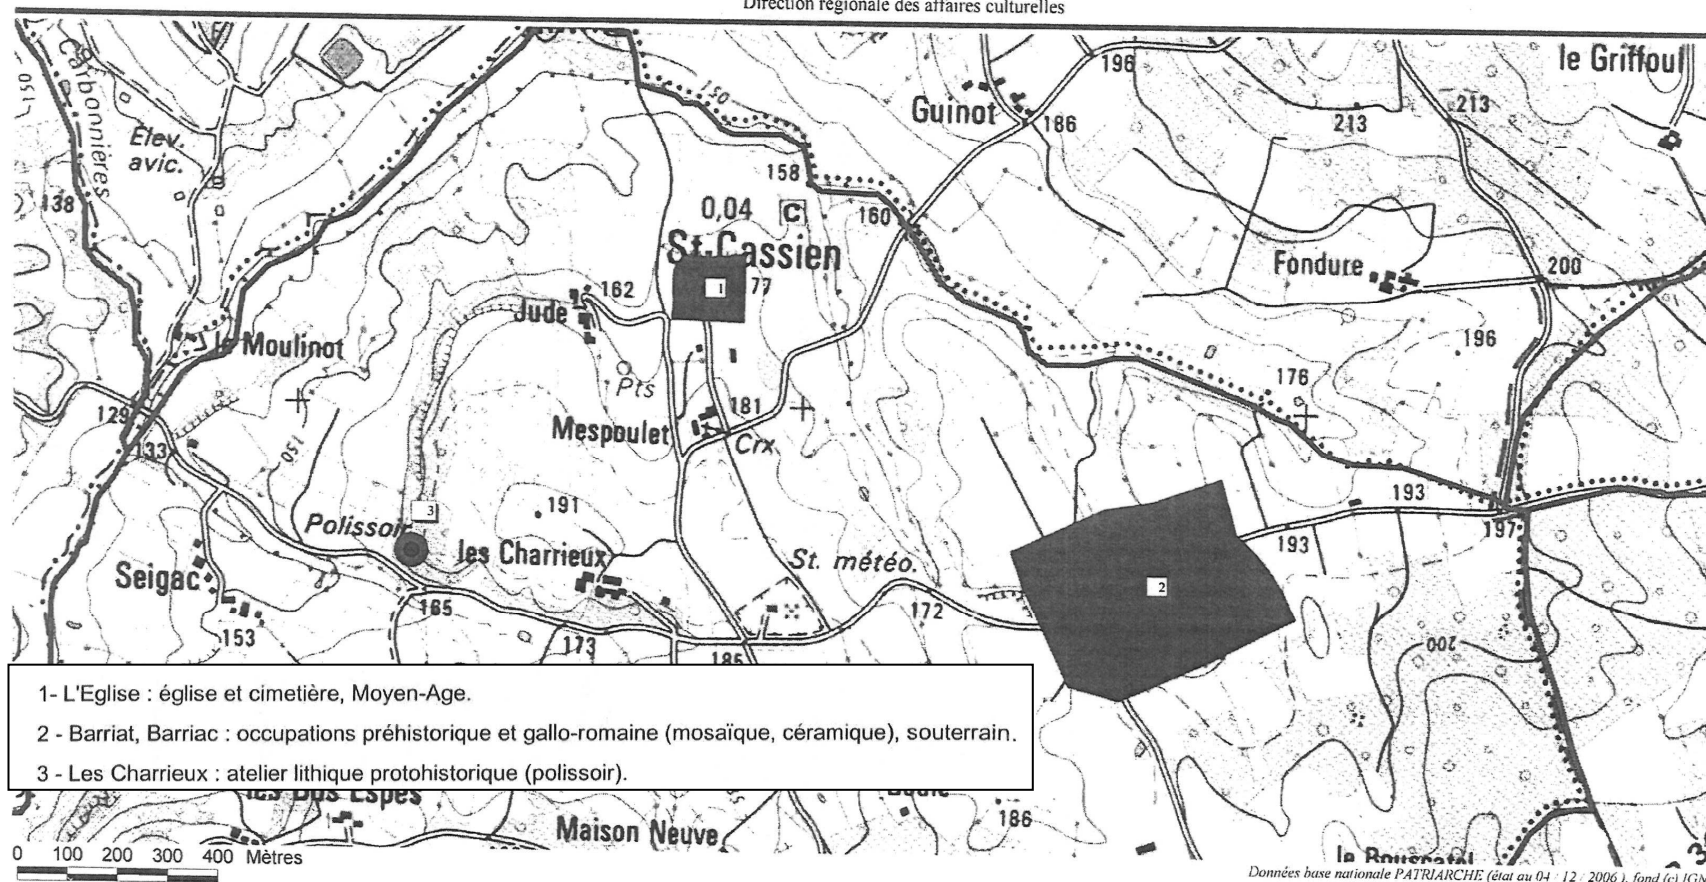 Direction régionale des affaires culturelles
le Griffoul
196
Carbonnières
150
150
Guinot
186
213
213
Elev.
avic.
158
138
0,04
C
160
St-Cassien
Fondure
200
162
1
77
Jude
le Moulinot
196
Pts
176
129
181
Mespoulet
Crx
133
150
191
193
3
Polissoir
les Charrieux
St. météo.
193
197
Seigac
2
165
172
153
173
185
200
1- L'Eglise : église et cimetière, Moyen-Age.
2 - Barriat, Barriac : occupations préhistorique et gallo-romaine (mosaïque, céramique), souterrain.
3 - Les Charrieux : atelier lithique protohistorique (polissoir).
186
Maison Neuve
0 100 200 300 400 Mètres
Données base nationale PATRIARCHE (état au 04 / 12 / 2006 ), fond (c) IGN